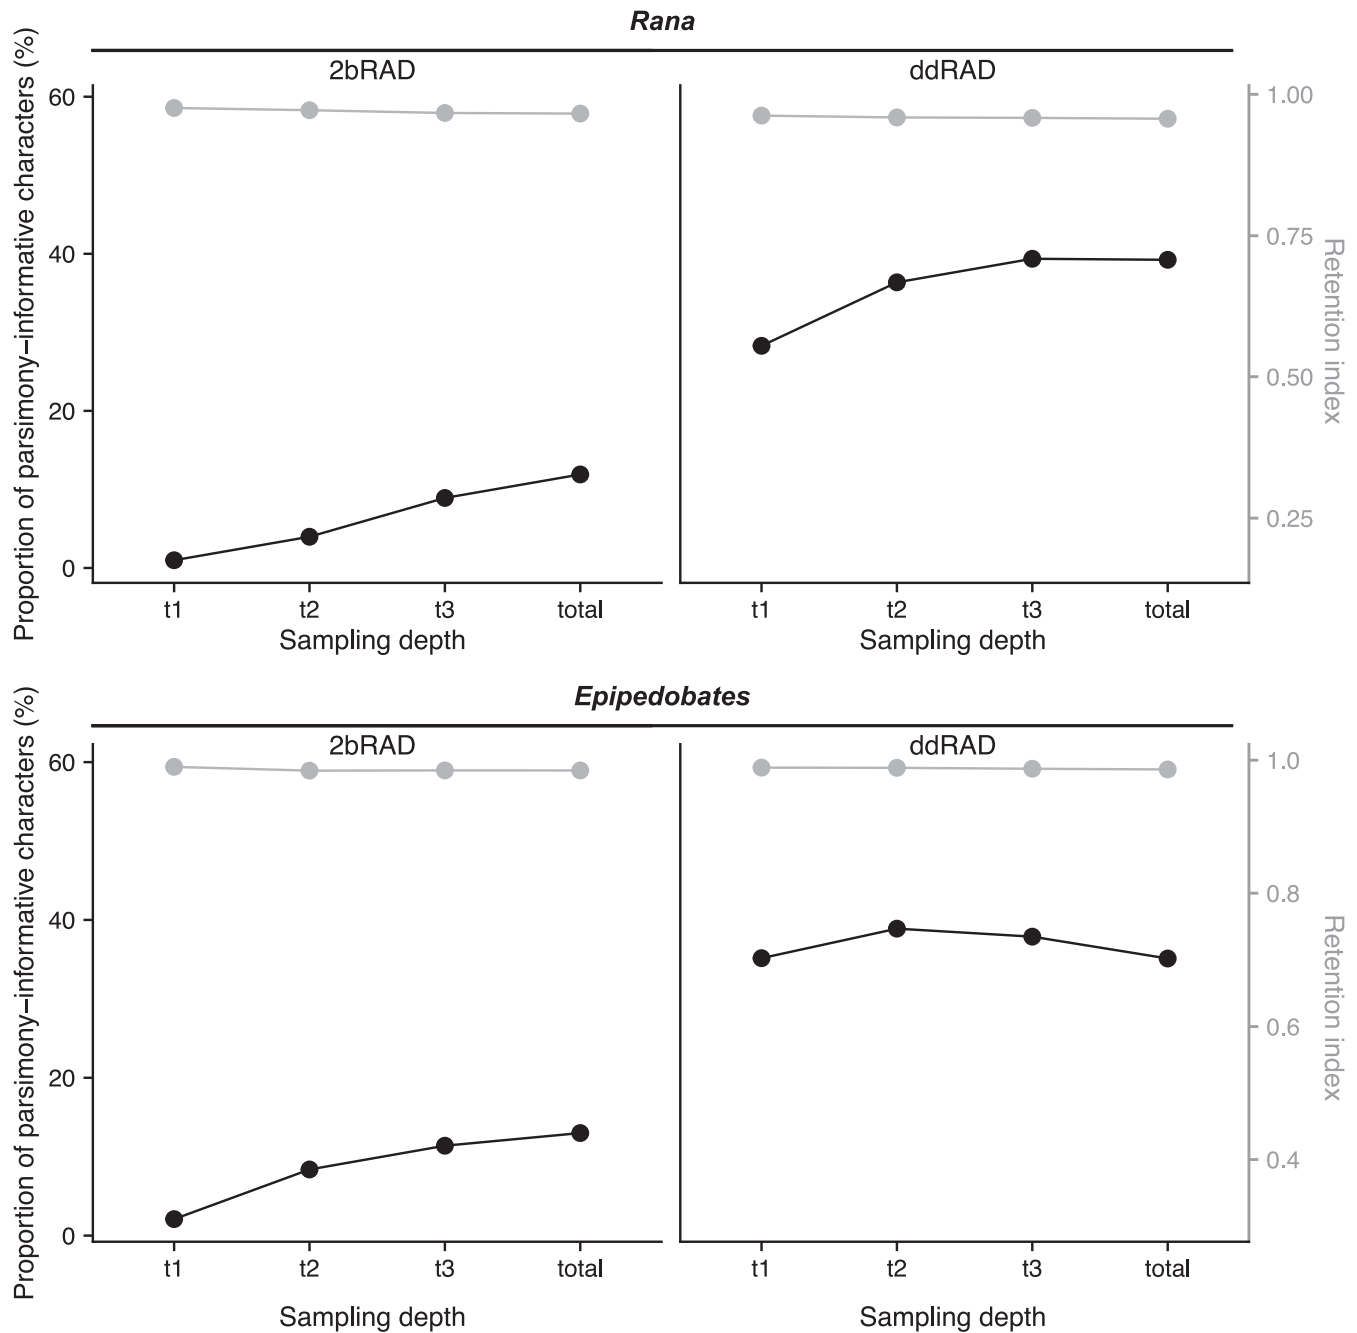 Rana
2bRAD
ddRAD
Proportion of parsimony–informative characters (%)
60
40
20
0
1.00
0.75
0.50
0.25
Retention index
t1 t2 t3 total
t1 t2 t3 total
Sampling depth
Sampling depth
Epipedobates
2bRAD
ddRAD
Proportion of parsimony–informative characters (%)
60
40
20
0
1.0
0.8
0.6
0.4
Retention index
t1 t2 t3 total
t1 t2 t3 total
Sampling depth
Sampling depth